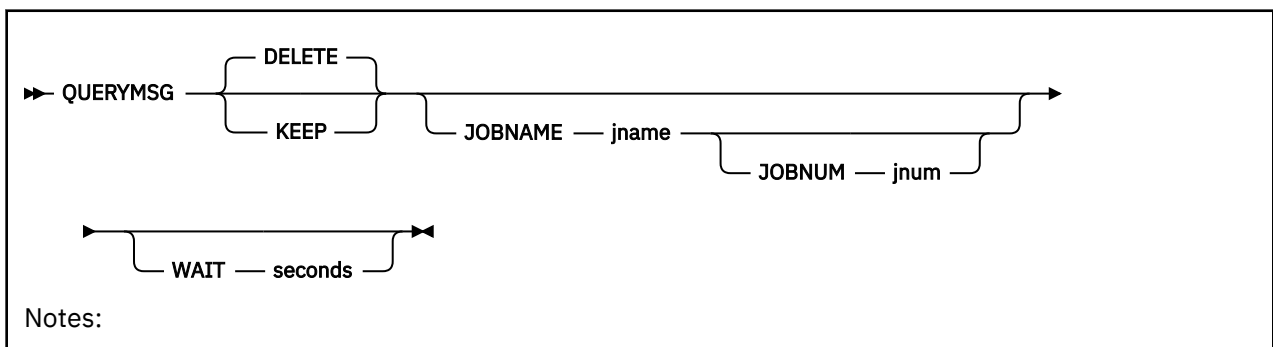 DELETE
QUERYMSG
KEEP
JOBNAME jname
JOBNUM jnum
WAIT seconds
Notes: